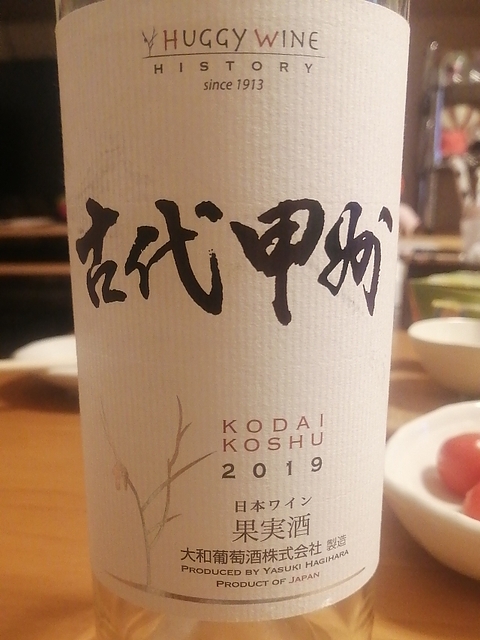 HUGGY WINE
HISTORY
since 1913
古代甲州
KODAI
KOSHU
2019
日本ワイン
果実酒
大和葡萄酒株式会社 製造
PRODUCED BY YASUKI HAGIHARA
PRODUCT OF JAPAN